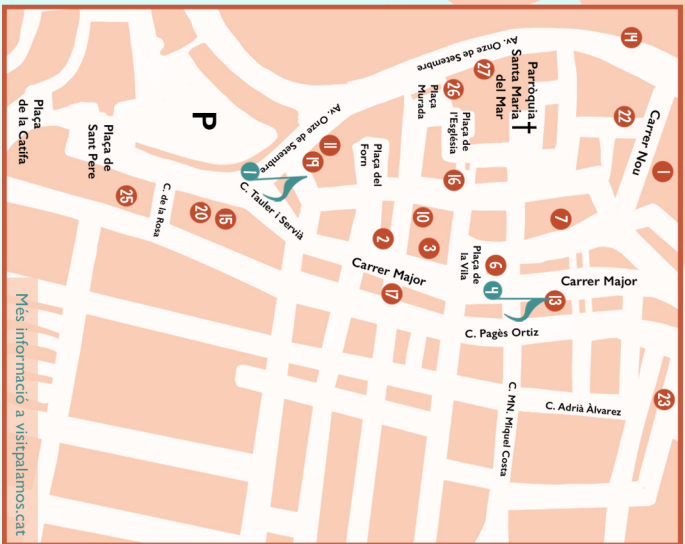 14
Av. Onze de Setembre
27
Parròquia
Santa Maria
del Mar
26
Plaça
Murada
Plaça de
l'Església
22
Carrer Nou
1
Plaça
de la Catifa
Plaça de
Sant Pere
P
Av. Onze de Setembre
11
19
1
C. Tauler i Servià
Plaça del
Forn
16
25
C. de la Rosa
20
15
10
2
3
7
Plaça de
la Vila
6
4
Carrer Major
13
Carrer Major
17
C. Pagès Ortiz
23
C. Adrià Àlvarez
C. MN. Miquel Costa
Més informació a visitpalamos.cat